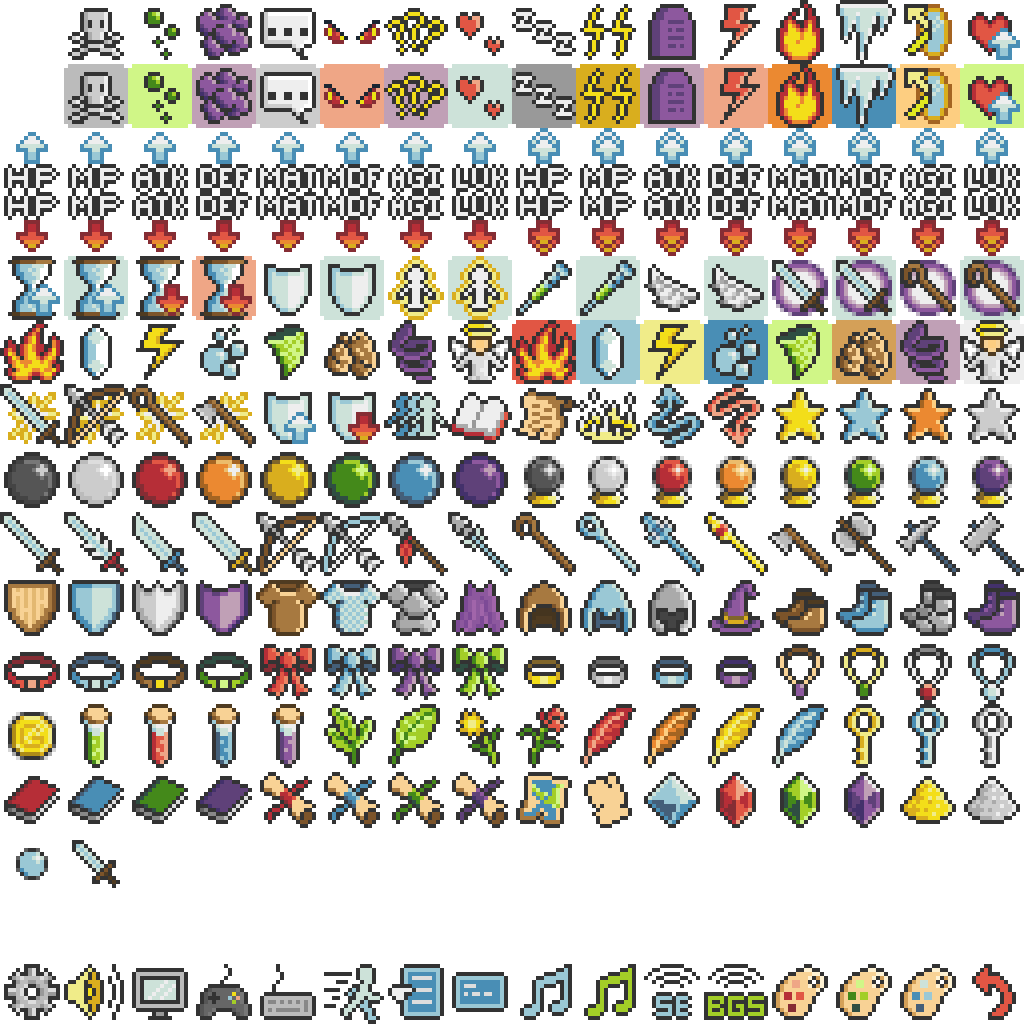 HP MP ATK DEF MAT MDF AGI LUK HP MP ATK DEF MAT MDF AGI LUK
HP MP ATK DEF MAT MDF AGI LUK HP MP ATK DEF MAT MDF AGI LUK
G
SE BGS